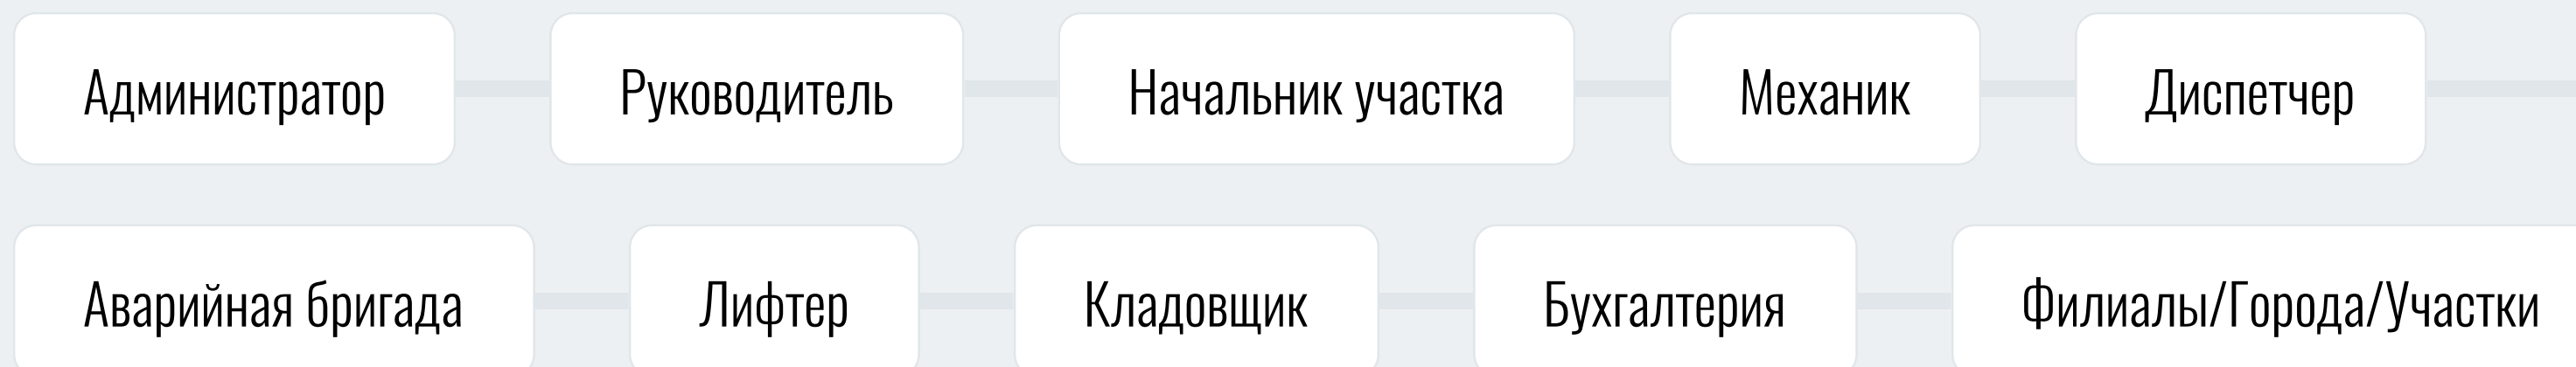 Администратор
Руководитель
Начальник участка
Механик
Диспетчер
Аварийная бригада
Лифтер
Кладовщик
Бухгалтерия
Филиалы/Города/Участки